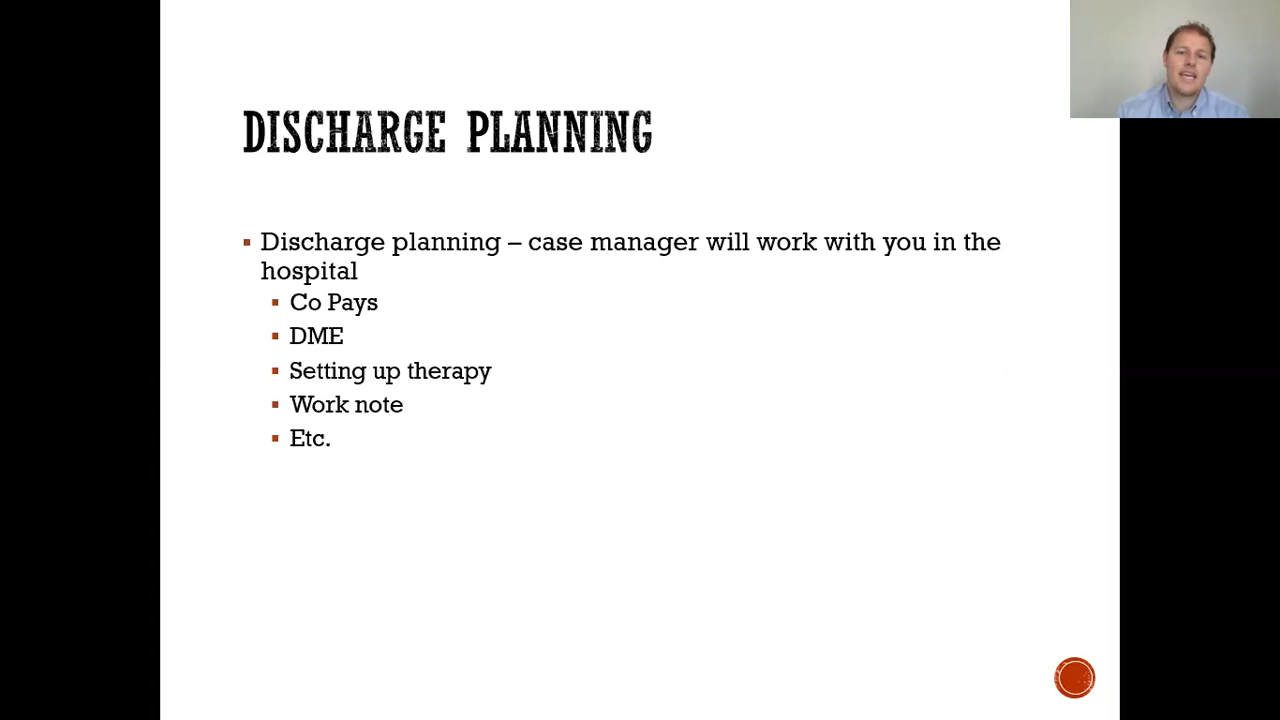 DISCHARGE PLANNING
Discharge planning – case manager will work with you in the
hospital
Co Pays
DME
Setting up therapy
Work note
Etc.